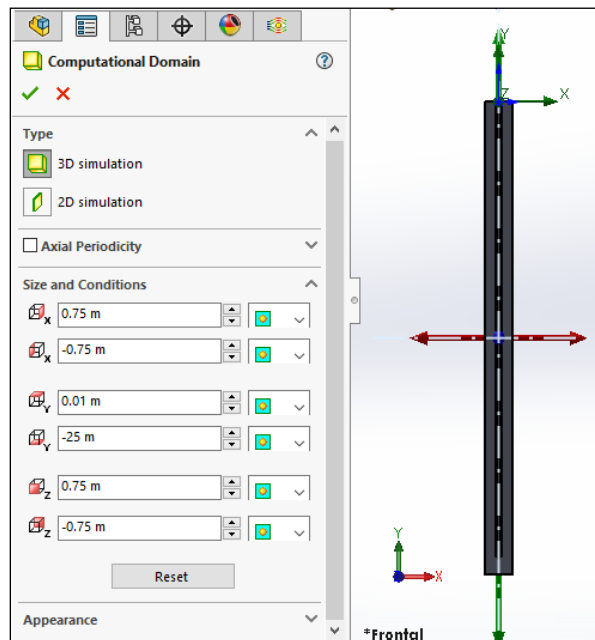 Computational Domain
Type
3D simulation
2D simulation
Axial Periodicity
Size and Conditions
X 0.75 m
X -0.75 m
Y 0.01 m
Y -25 m
Z 0.75 m
Z -0.75 m
Reset
Appearance
Y
Z
X
Y
X
*Frontal